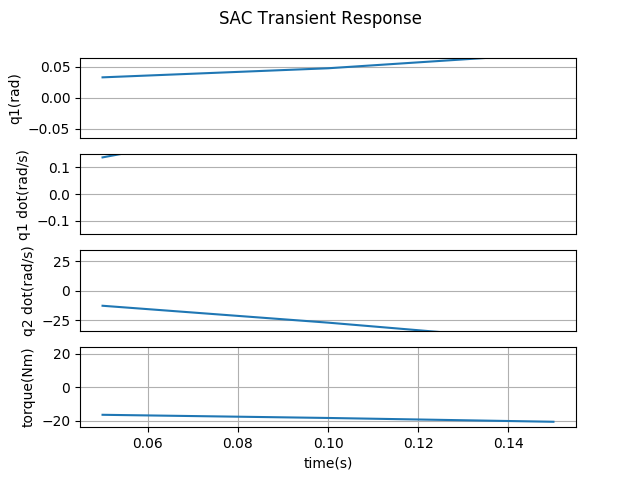 SAC Transient Response
q1(rad)
0.05
0.00
−0.05
q1 dot(rad/s)
0.1
0.0
−0.1
q2 dot(rad/s)
25
0
−25
torque(Nm)
20
0
−20
0.06 0.08 0.10 0.12 0.14
time(s)